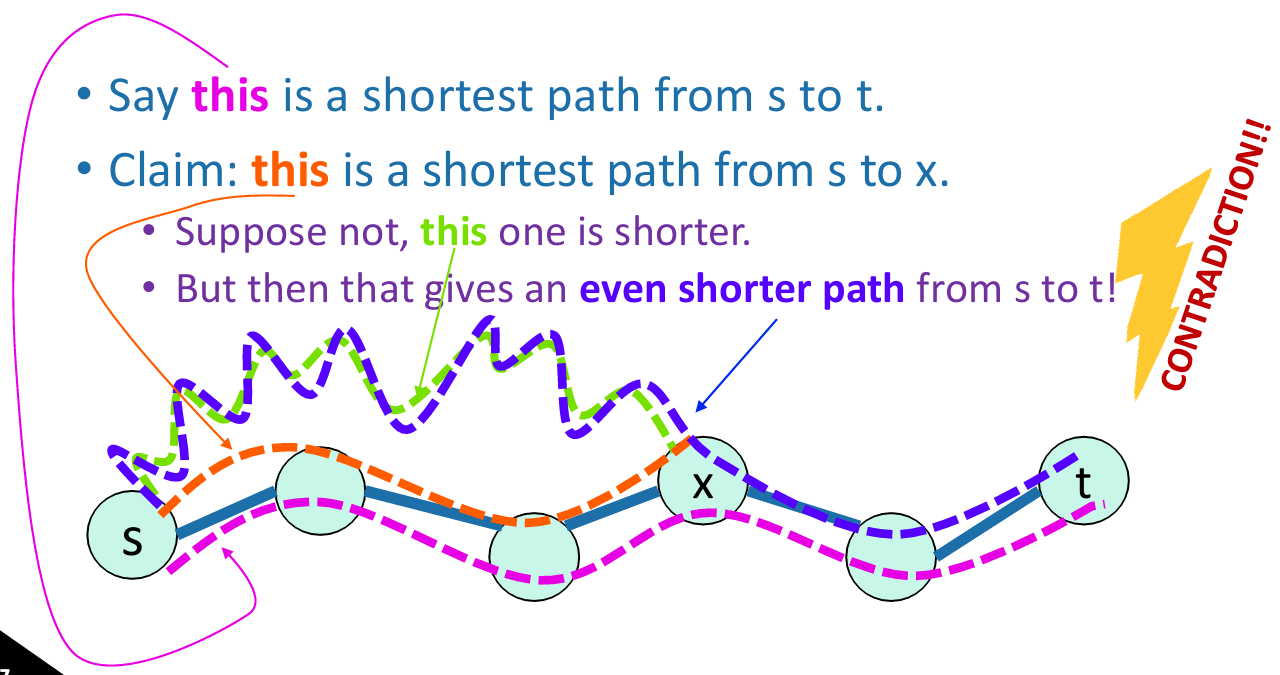 • Say this is a shortest path from s to t.
• Claim: this is a shortest path from s to x.
• Suppose not, this one is shorter.
• But then that gives an even shorter path from s to t!
CONTRADICTION!!
s
x
t
7